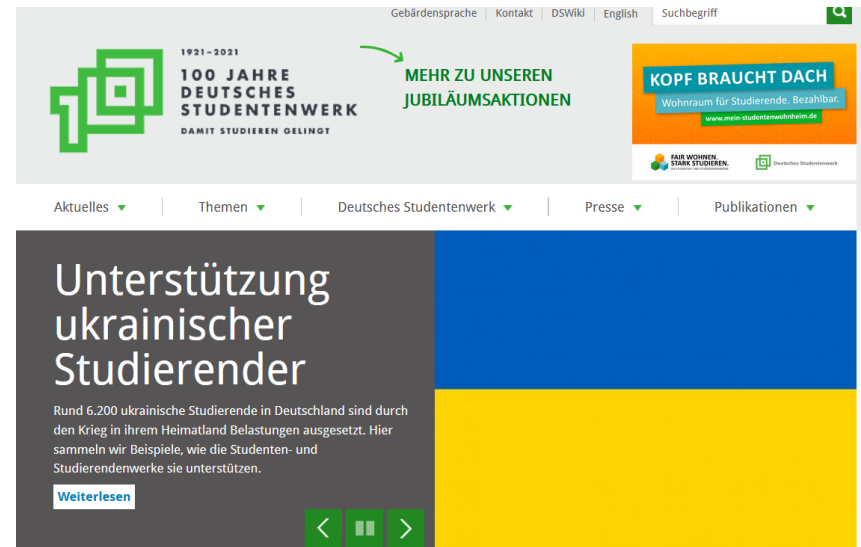 Gebärdensprache Kontakt DSWiki English Suchbegriff
1921–2021
100 JAHRE
DEUTSCHES
STUDENTENWERK
DAMIT STUDIEREN GELINGT
MEHR ZU UNSEREN
JUBILÄUMSAKTIONEN
KOPF BRAUCHT DACH
Wohnraum für Studierende. Bezahlbar.
www.mein-studentenwohnheim.de
FAIR WOHNEN.
STARK STUDIEREN.
Deutsches Studentenwerk
Aktuelles Themen Deutsches Studentenwerk Presse Publikationen
Unterstützung
ukrainischer
Studierender
Rund 6.200 ukrainische Studierende in Deutschland sind durch
den Krieg in ihrem Heimatland Belastungen ausgesetzt. Hier
sammeln wir Beispiele, wie die Studenten- und
Studierendenwerke sie unterstützen.
Weiterlesen